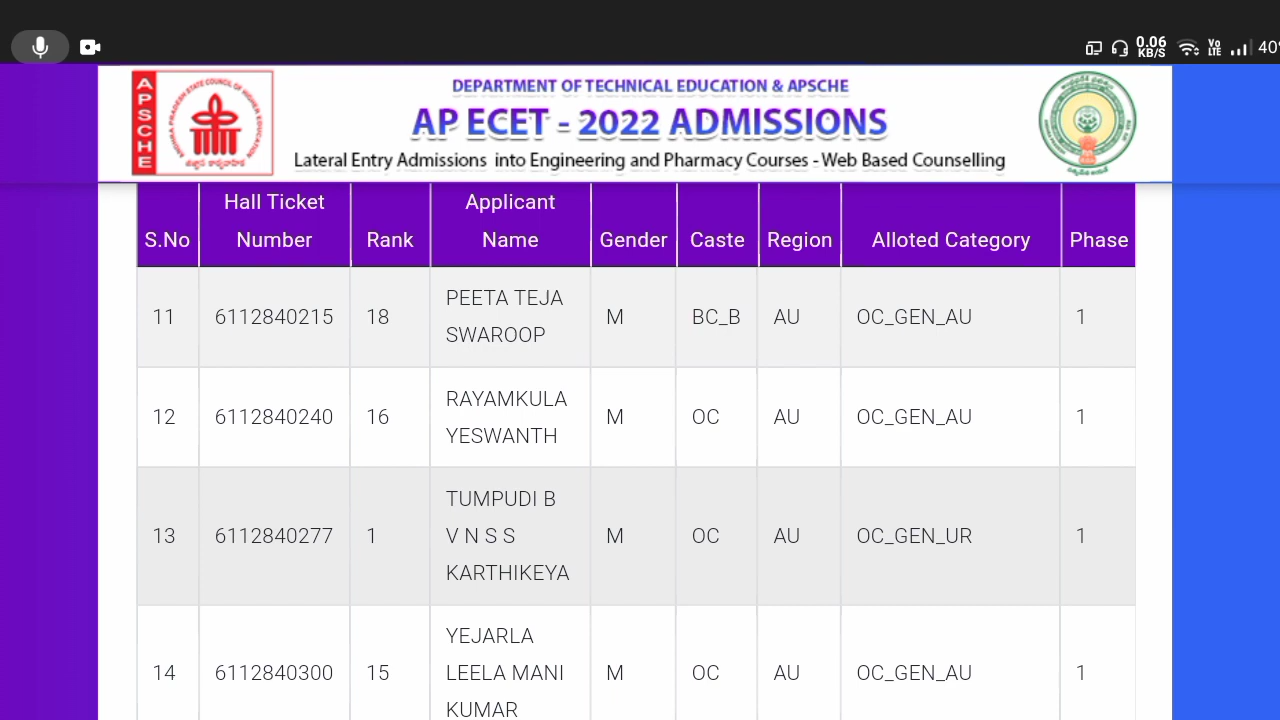 0.06
KB/S
Vo
LTE
40
APSCHE
DEPARTMENT OF TECHNICAL EDUCATION & APSCHE
AP ECET - 2022 ADMISSIONS
Lateral Entry Admissions into Engineering and Pharmacy Courses - Web Based Counselling
S.No Hall Ticket Number Rank Applicant Name Gender Caste Region Alloted Category Phase
11 6112840215 18 PEETA TEJA SWAROOP M BC_B AU OC_GEN_AU 1
12 6112840240 16 RAYAMKULA YESWANTH M OC AU OC_GEN_AU 1
13 6112840277 1 TUMPUDI B V N S S KARTHIKEYA M OC AU OC_GEN_UR 1
14 6112840300 15 YEJARLA LEELA MANI KUMAR M OC AU OC_GEN_AU 1